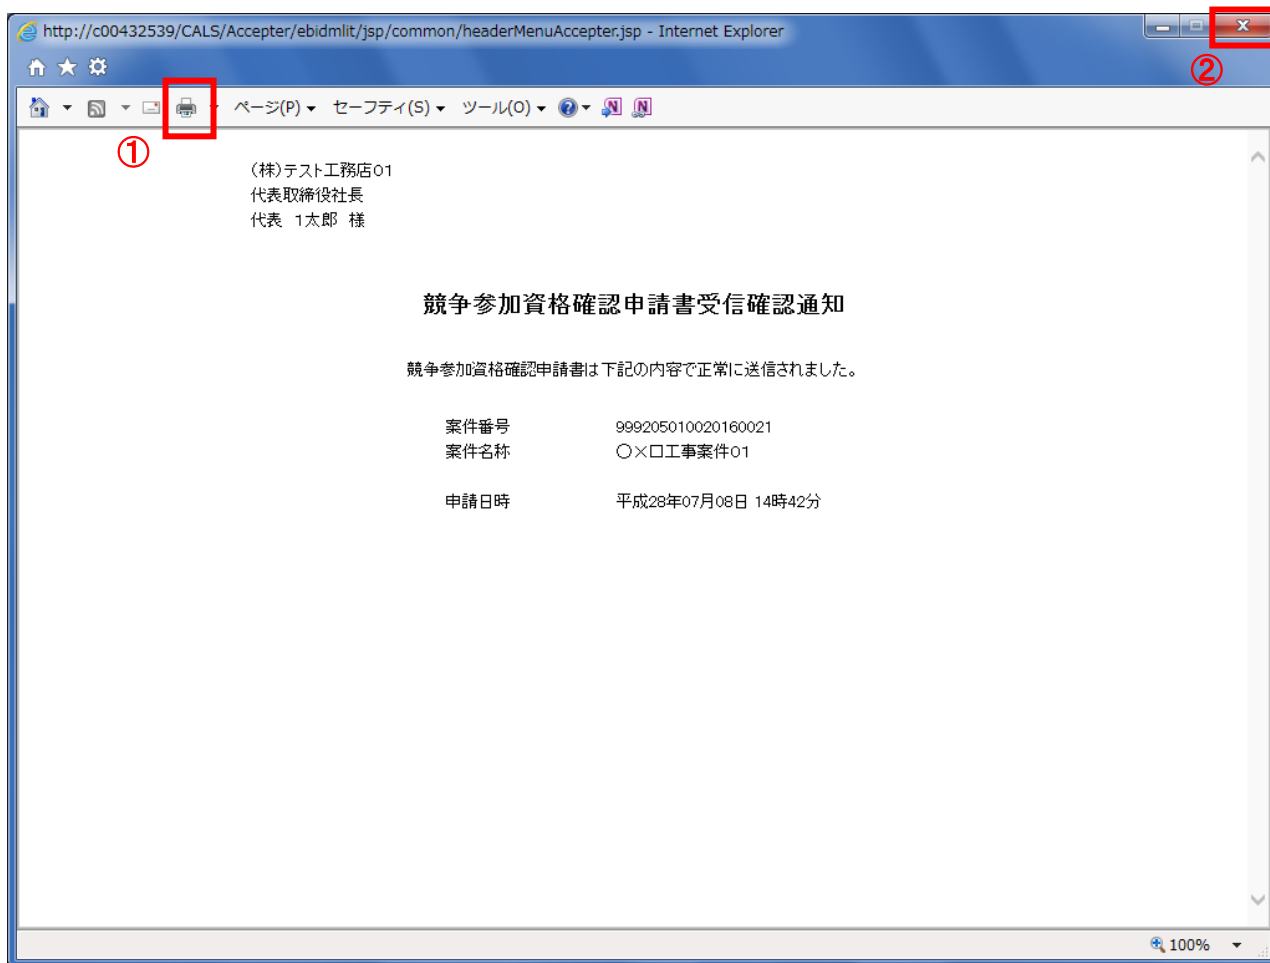 http://c00432539/CALS/Accepter/ebidmlit/jsp/common/headerMenuAccepter.jsp - Internet Explorer
②
ページ(P) セーフティ(S) ツール(O)
①
(株)テスト工務店01
代表取締役社長
代表 1太郎 様
競争参加資格確認申請書受信確認通知
競争参加資格確認申請書は下記の内容で正常に送信されました。
案件番号 999205010020160021
案件名称 〇×口工事案件01
申請日時 平成28年07月08日 14時42分
100%